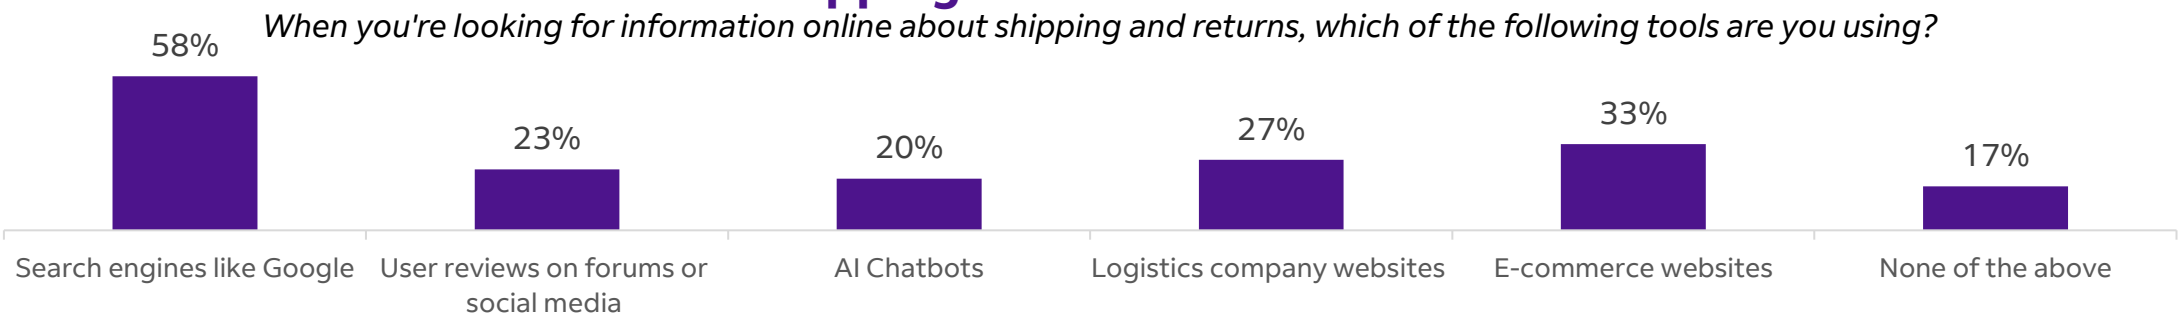 When you're looking for information online about shipping and returns, which of the following tools are you using?
58%
23%
20%
27%
33%
17%
Search engines like Google
User reviews on forums or
social media
AI Chatbots
Logistics company websites
E-commerce websites
None of the above